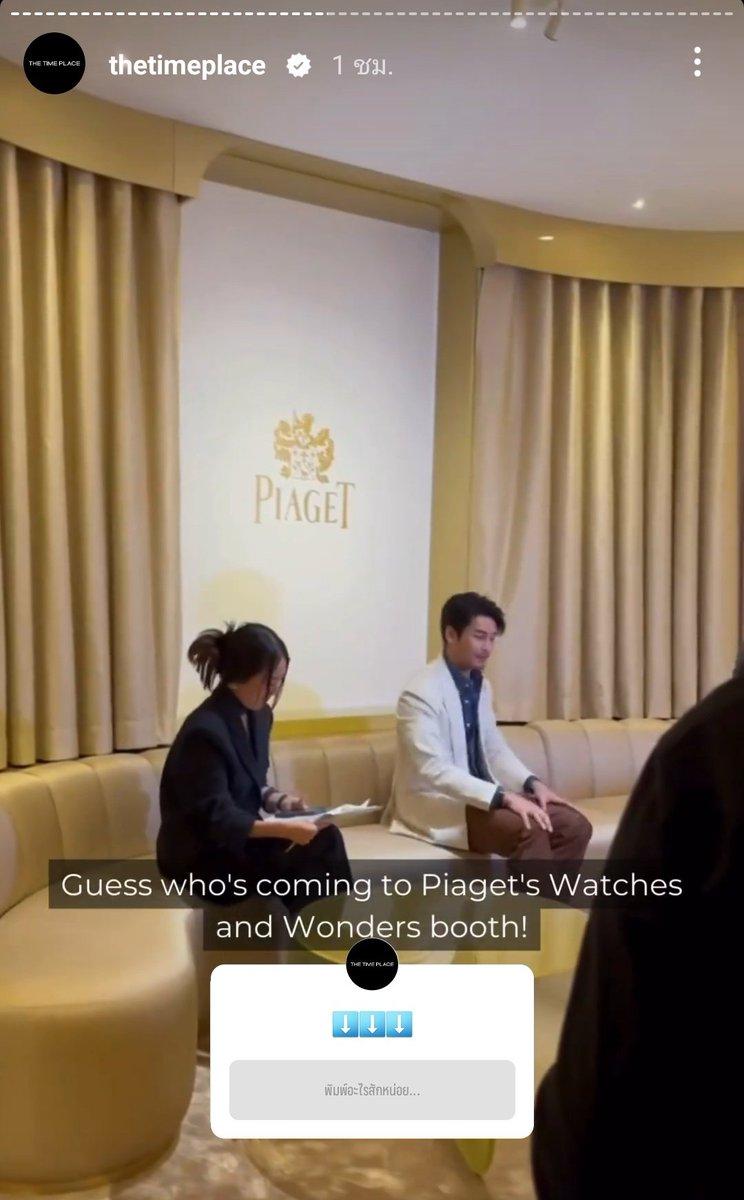 THE TIME PLACE
thetimeplace
1 ชม.
PIAGET
Guess who's coming to Piaget's Watches
and Wonders booth!
THE TIME PLACE
⬇️⬇️⬇️
พิมพ์อะไรสักหน่อย...